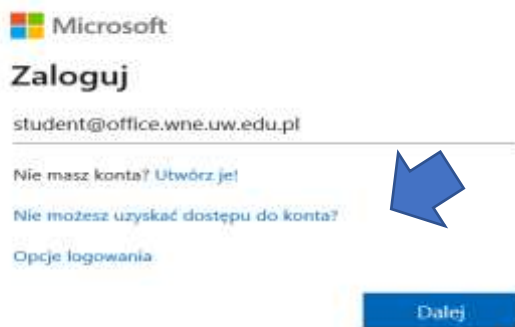 Microsoft
Zaloguj
student@office.wne.uw.edu.pl
Nie masz konta? Utwórz je!
Nie możesz uzyskać dostępu do konta?
Opcje logowania
Dalej